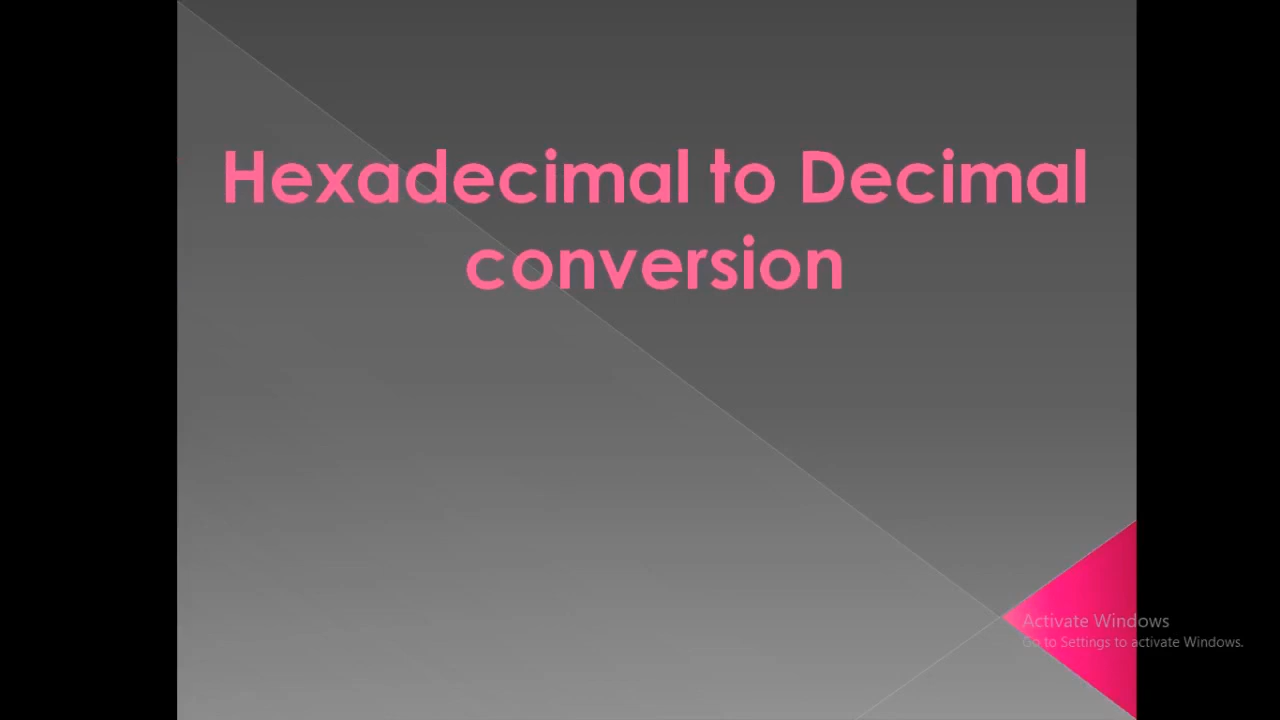 Hexadecimal to Decimal
conversion
Activate Windows
Go to Settings to activate Windows.